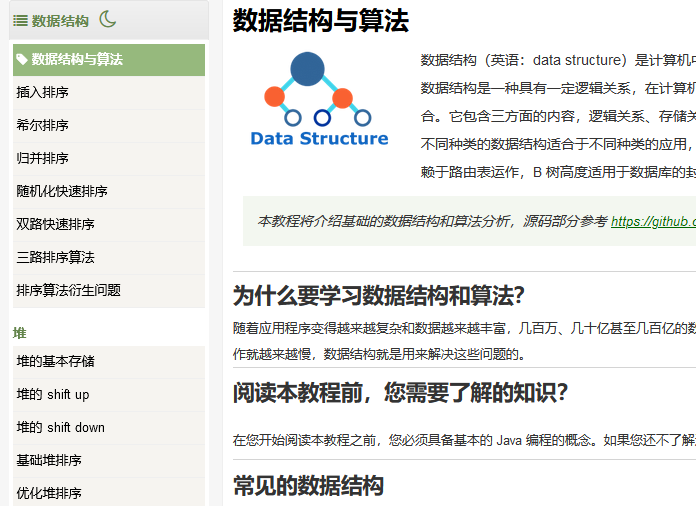 数据结构
数据结构与算法
插入排序
希尔排序
归并排序
随机化快速排序
双路快速排序
三路排序算法
排序算法衍生问题
堆
堆的基本存储
堆的 shift up
堆的 shift down
基础堆排序
优化堆排序
数据结构与算法
Data Structure
数据结构（英语：data structure）是计算机中
数据结构是一种具有一定逻辑关系，在计算机
合。它包含三方面的内容，逻辑关系、存储关
不同种类的数据结构适合于不同种类的应用，
赖于路由表运作，B 树高度适用于数据库的封
本教程将介绍基础的数据结构和算法分析，源码部分参考 https://github.c
为什么要学习数据结构和算法？
随着应用程序变得越来越复杂和数据越来越丰富，几百万、几十亿甚至几百亿的数
作就越来越慢，数据结构就是用来解决这些问题的。
阅读本教程前，您需要了解的知识？
在您开始阅读本教程之前，您必须具备基本的 Java 编程的概念。如果您还不了解
常见的数据结构